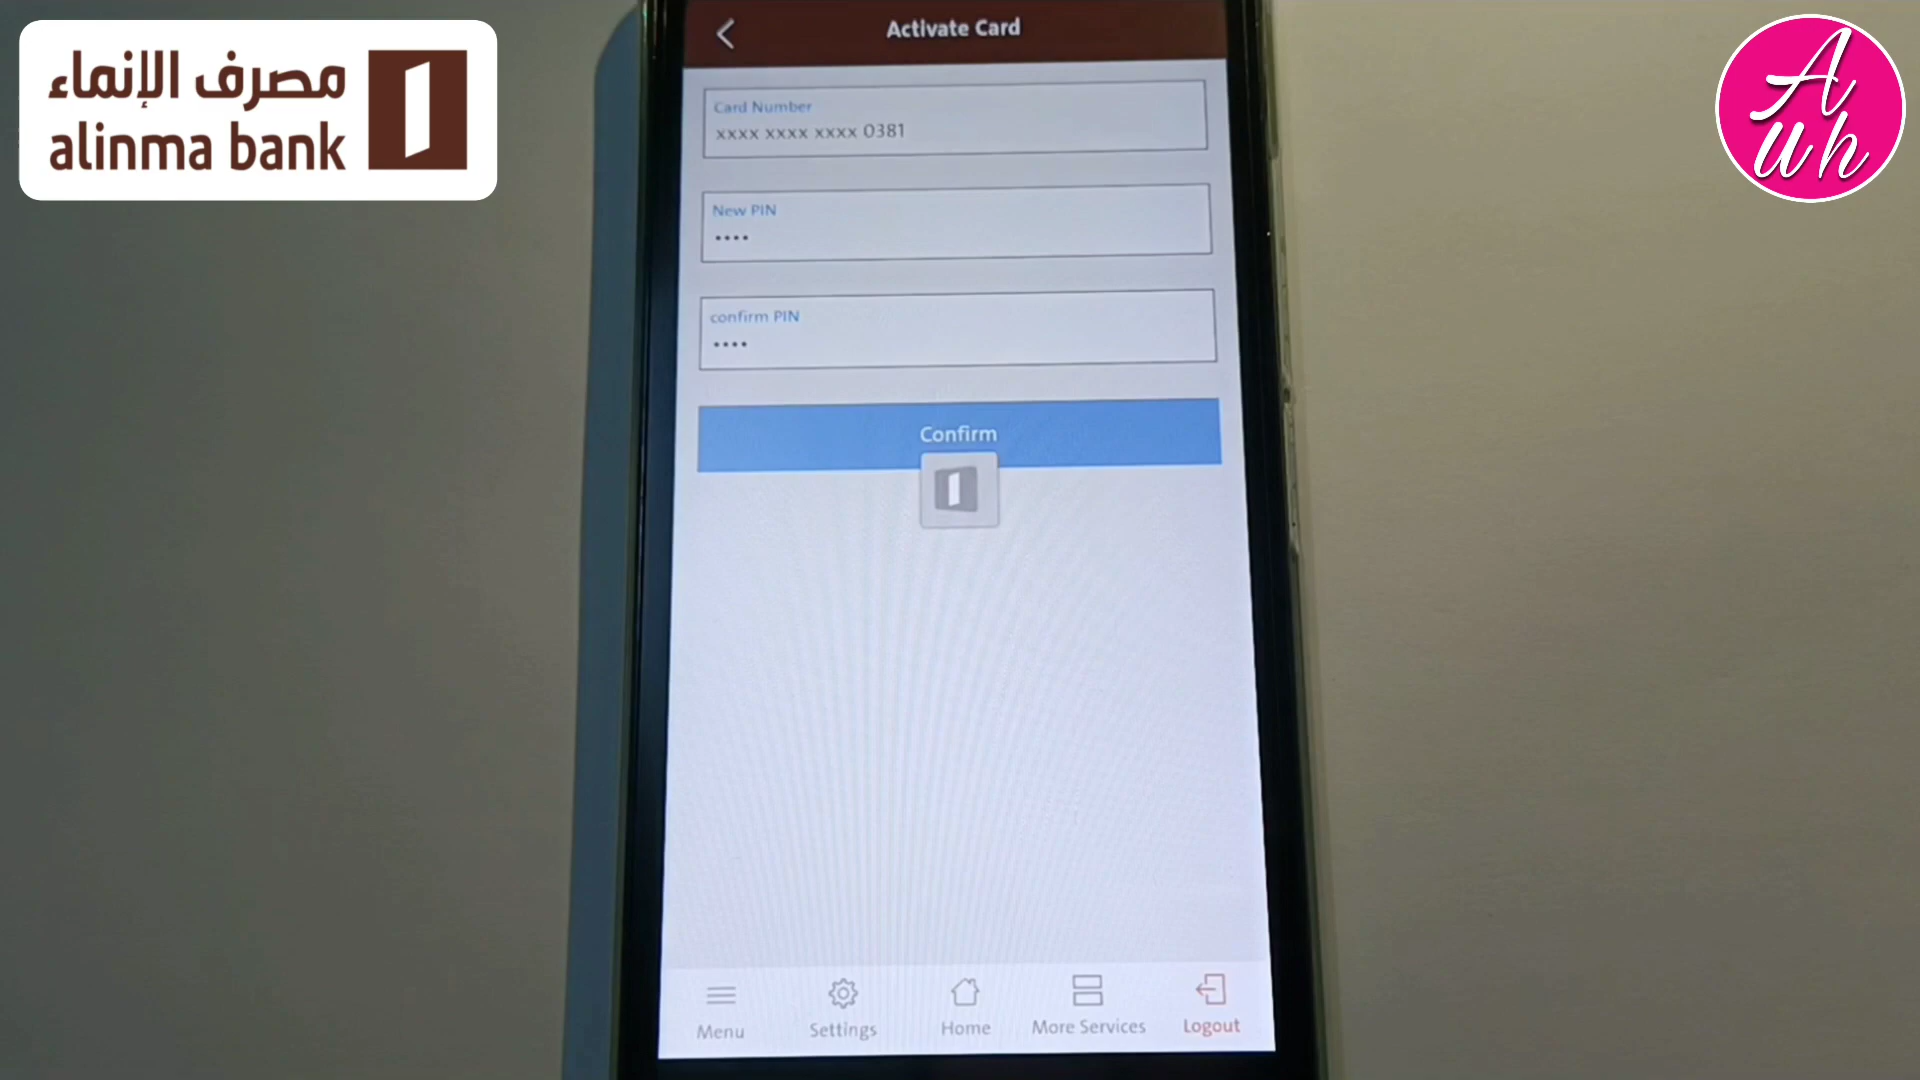 مصرف الإنماء
alinma bank
A
uh
Activate Card
Card Number
xxxx xxxx xxxx 0381
New PIN
••••
confirm PIN
••••
Confirm
Menu
Settings
Home
More Services
Logout